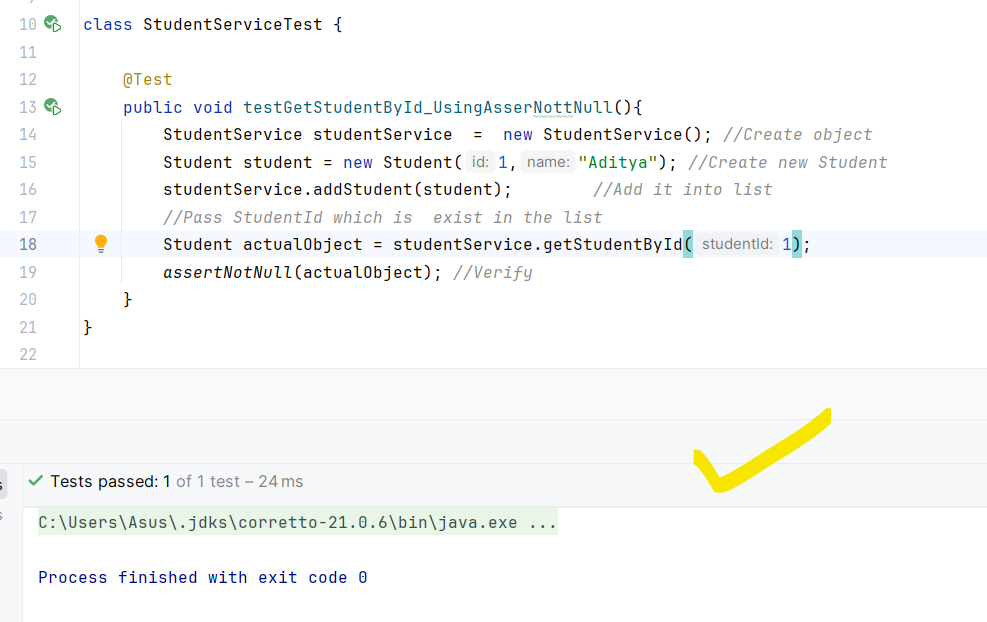 10 class StudentServiceTest {
11
12 @Test
13 public void testGetStudentById_UsingAsserNottNull(){
14 StudentService studentService  =  new StudentService(); //Create object
15 Student student = new Student( id: 1, name: "Aditya"); //Create new Student
16 studentService.addStudent(student);        //Add it into list
17 //Pass StudentId which is  exist in the list
18 Student actualObject = studentService.getStudentById( studentId: 1);
19 assertNotNull(actualObject); //Verify
20 }
21 }
22
Tests passed: 1 of 1 test – 24 ms
C:\Users\Asus\.jdks\corretto-21.0.6\bin\java.exe ...
Process finished with exit code 0